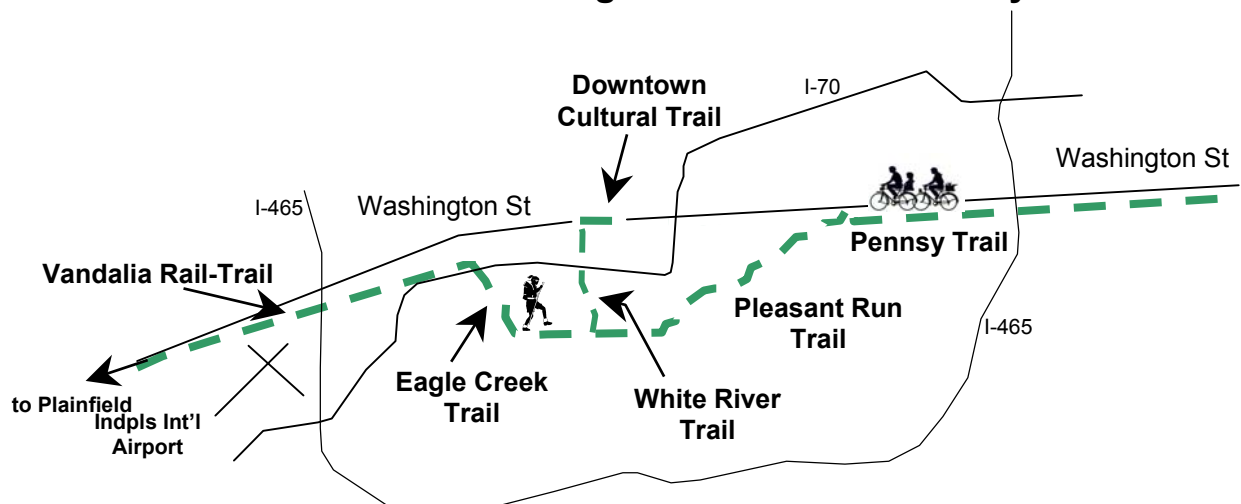 Downtown
Cultural Trail
I-70
Washington St
I-465
Washington St
Pennsy Trail
Vandalia Rail-Trail
Pleasant Run
Trail
I-465
Eagle Creek
Trail
White River
Trail
to Plainfield
Indpls Int'l
Airport